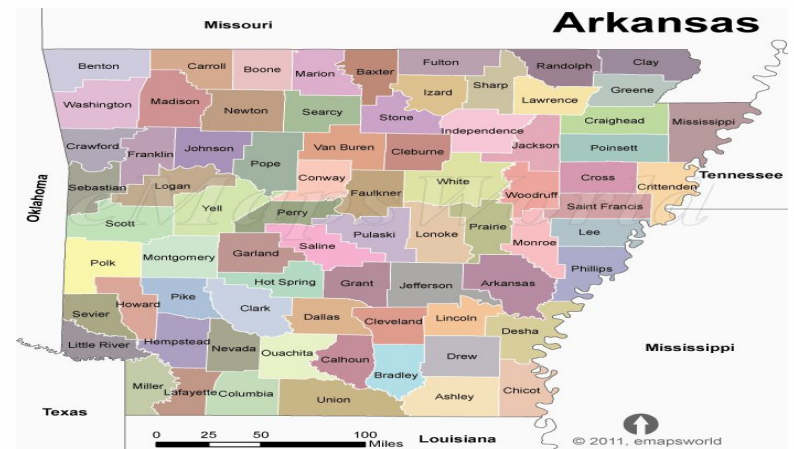 Arkansas
Missouri
Benton
Carroll
Boone
Marion
Baxter
Fulton
Randolph
Clay
Sharp
Izard
Greene
Lawrence
Washington
Madison
Newton
Searcy
Stone
Independence
Jackson
Craighead
Mississippi
Poinsett
Crawford
Franklin
Johnson
Pope
Van Buren
Cleburne
Tennessee
Oklahoma
Sebastian
Logan
Conway
Faulkner
White
Woodruff
Cross
Crittenden
Saint Francis
Scott
Yell
Perry
Pulaski
Lonoke
Prairie
Monroe
Lee
Polk
Montgomery
Garland
Saline
Phillips
Hot Spring
Grant
Jefferson
Arkansas
Sevier
Howard
Pike
Clark
Dallas
Cleveland
Lincoln
Desha
Little River
Hempstead
Nevada
Ouachita
Calhoun
Bradley
Drew
Mississippi
Miller
Lafayette
Columbia
Union
Ashley
Chicot
Texas
Louisiana
0 25 50 100
Miles
© 2011, emapsworld
eMapsWorld